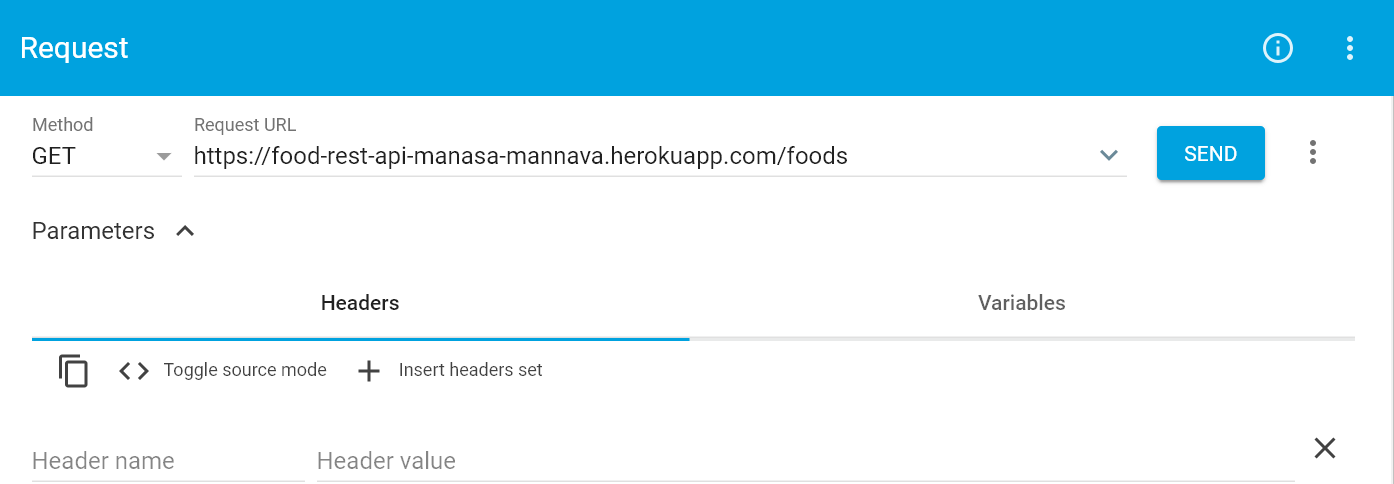 Request
Method
Request URL
GET
https://food-rest-api-manasa-mannava.herokuapp.com/foods
SEND
Parameters
Headers
Variables
Toggle source mode
Insert headers set
Header name
Header value